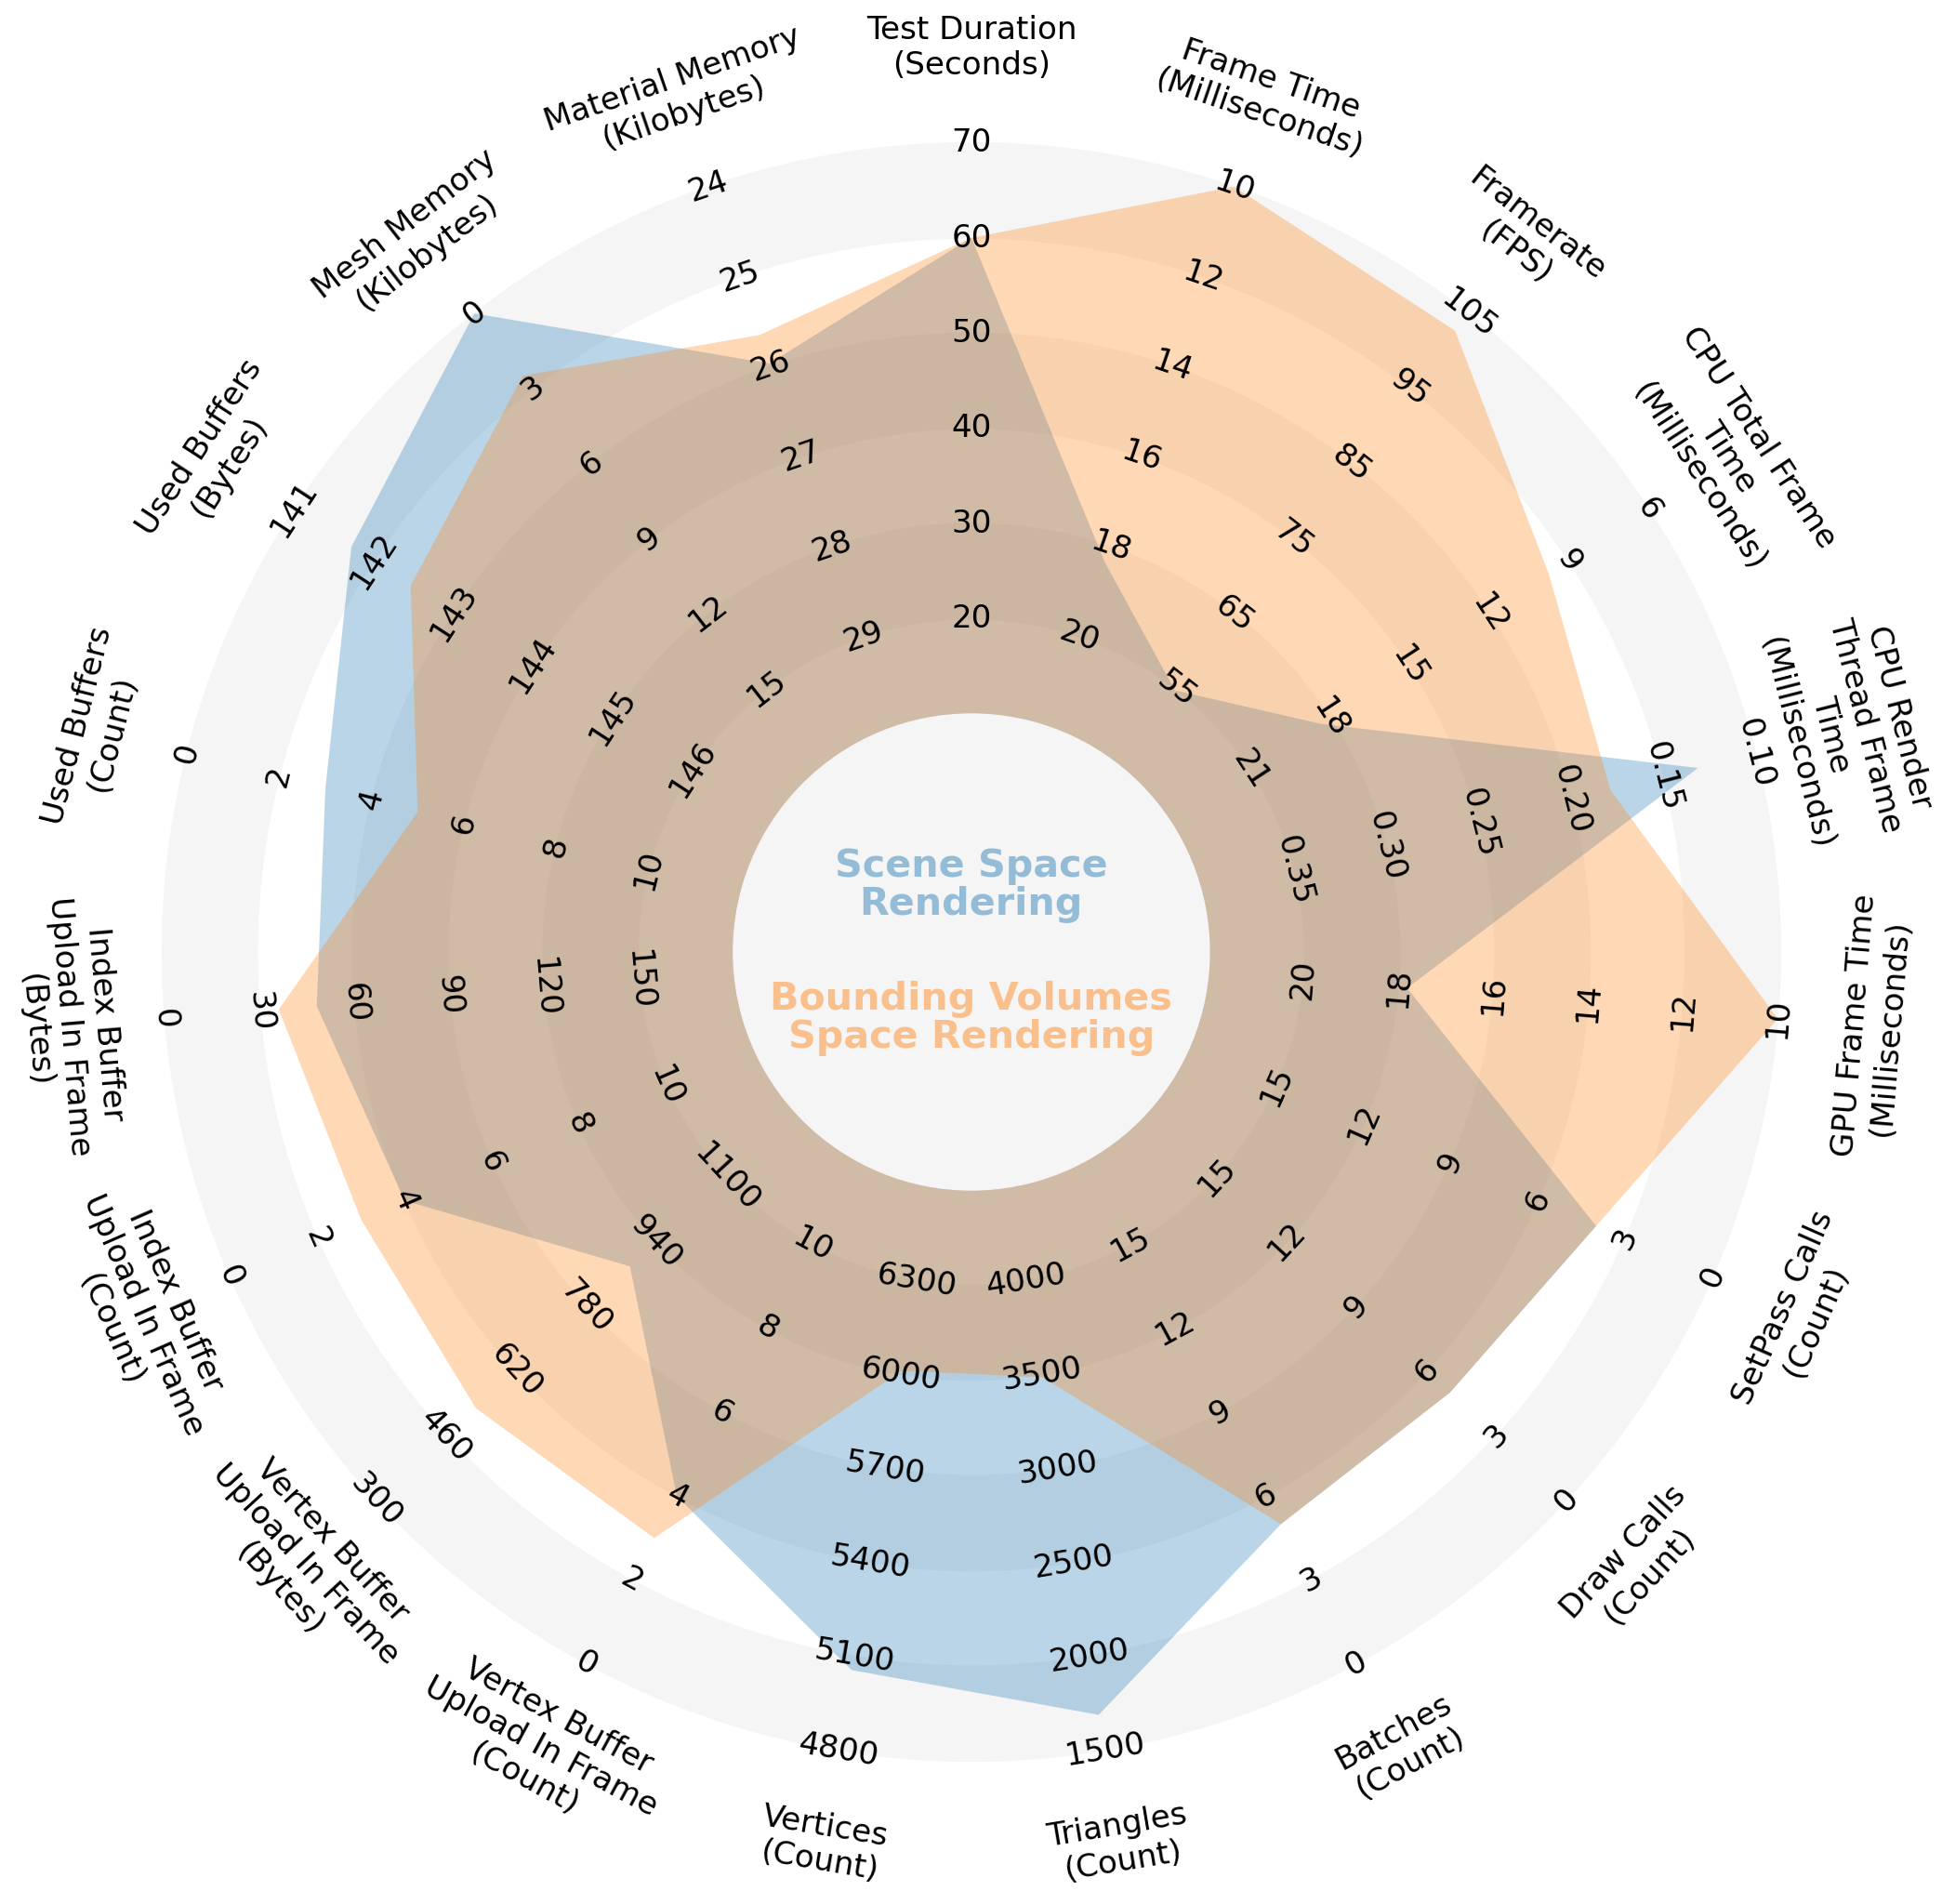 Test Duration
(Seconds)
70
60
50
40
30
20
Frame Time
(Milliseconds)
10
12
14
16
18
20
Framerate
(FPS)
105
95
85
75
65
55
CPU Total Frame
Time
(Milliseconds)
6
9
12
15
18
21
CPU Render
Thread Frame
Time
(Milliseconds)
0.10
0.15
0.20
0.25
0.30
0.35
GPU Frame Time
(Milliseconds)
10
12
14
16
18
20
SetPass Calls
(Count)
0
3
6
9
12
15
Draw Calls
(Count)
0
3
6
9
12
15
Batches
(Count)
0
3
6
9
12
15
Triangles
(Count)
1500
2000
2500
3000
3500
4000
Vertices
(Count)
4800
5100
5400
5700
6000
6300
Vertex Buffer
Upload In Frame
(Count)
0
2
4
6
8
10
Vertex Buffer
Upload In Frame
(Bytes)
300
460
620
780
940
1100
Index Buffer
Upload In Frame
(Count)
0
2
4
6
8
10
Index Buffer
Upload In Frame
(Bytes)
0
30
60
90
120
150
Used Buffers
(Count)
0
2
4
6
8
10
Used Buffers
(Bytes)
141
142
143
144
145
146
Mesh Memory
(Kilobytes)
0
3
6
9
12
15
Material Memory
(Kilobytes)
24
25
26
27
28
29
Scene Space
Rendering
Bounding Volumes
Space Rendering